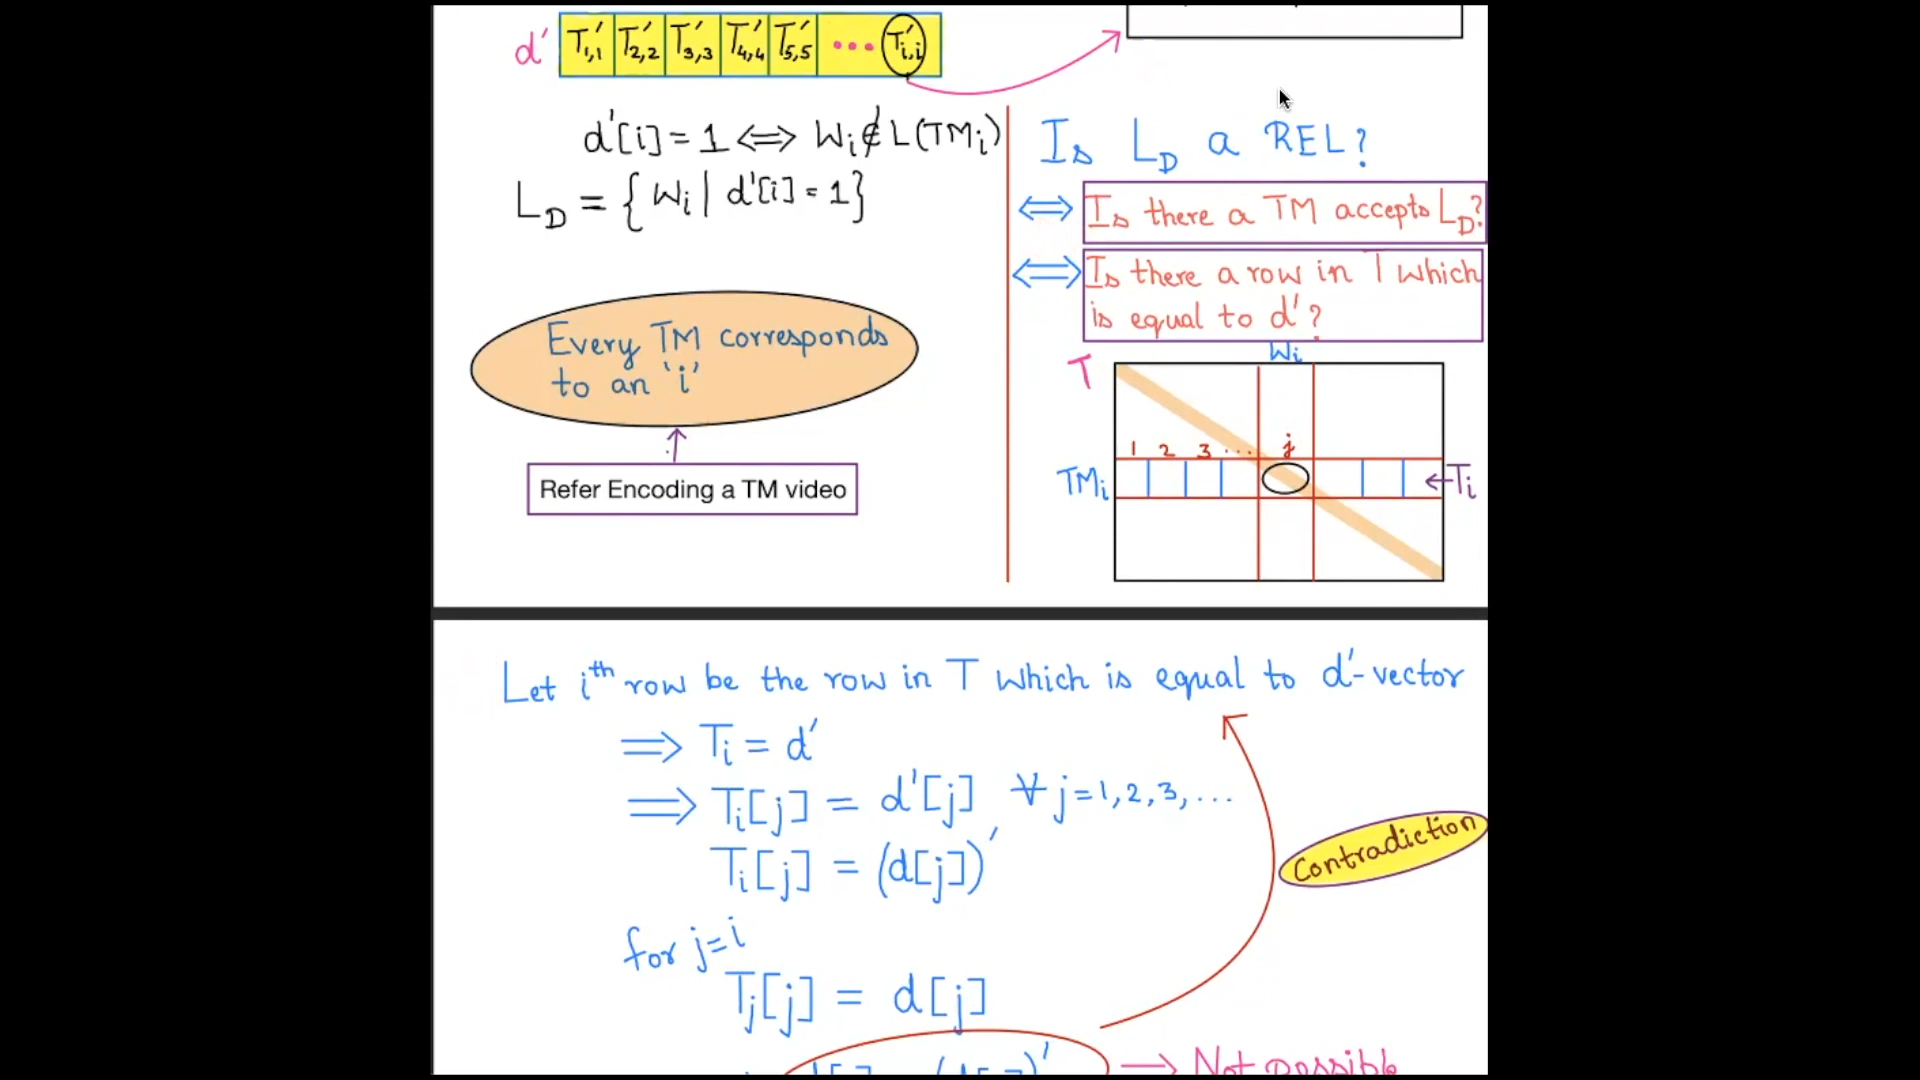 d' T'1,1 T'2,2 T'3,3 T'4,4 T'5,5 ... T'i,i
d'[i] = 1 ⟺ Wi ∉ L(TMi)
LD = { Wi | d'[i] = 1 }
Every TM corresponds
to an 'i'
Refer Encoding a TM video
Is LD a REL?
⟺ Is there a TM accepts LD?
⟺ Is there a row in T which
is equal to d'?
Wi
T
1 2 3 ... j
TMi ←Ti
Let ith row be the row in T which is equal to d'-vector
⟹ Ti = d'
⟹ Ti[j] = d'[j] ∀ j=1,2,3,...
Ti[j] = (d[j])'
Contradiction
for j=i
Tj[j] = d[j]
→ Not possible